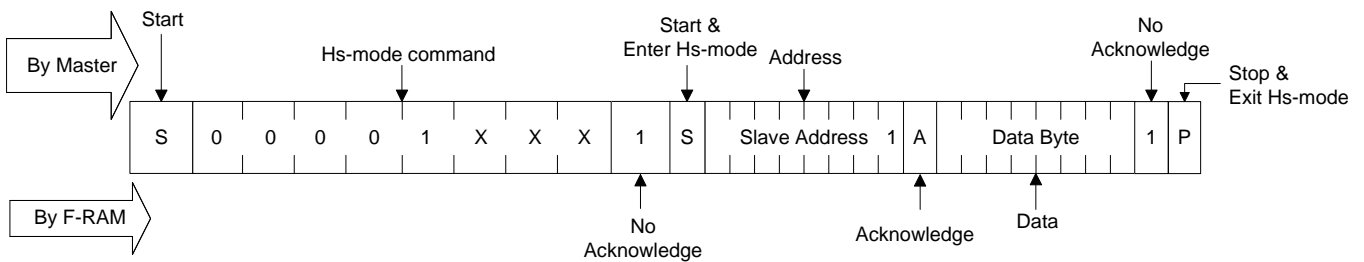 Start
Start &
Enter Hs-mode
No
Acknowledge
By Master
Hs-mode command
Address
Stop &
Exit Hs-mode
S 0 0 0 0 1 X X X 1 S Slave Address 1 A Data Byte 1 P
By F-RAM
No
Acknowledge
Acknowledge
Data